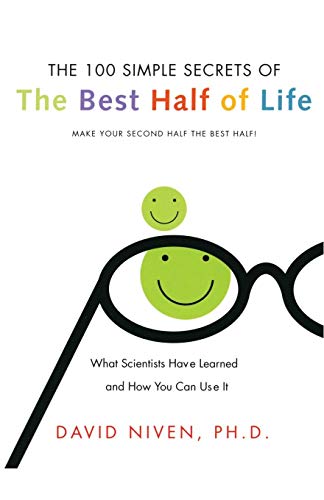 THE 100 SIMPLE SECRETS OF
The Best Half of Life
MAKE YOUR SECOND HALF THE BEST HALF!
What Scientists Have Learned
and How You Can Use It
DAVID NIVEN, PH.D.